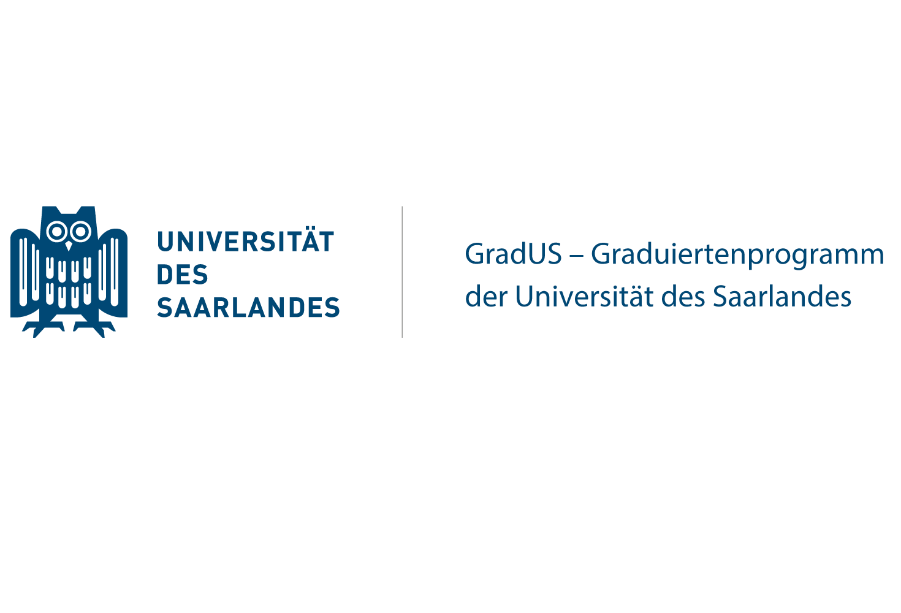 UNIVERSITÄT
DES
SAARLANDES
GradUS – Graduiertenprogramm
der Universität des Saarlandes